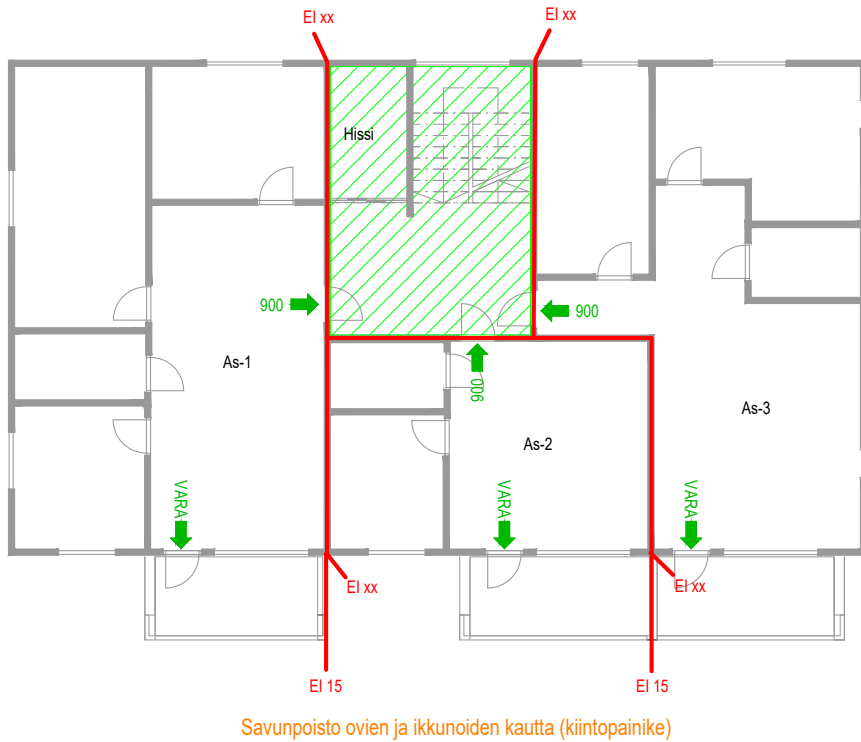 EI xx
EI xx
Hissi
900
900
As-1
900
As-3
As-2
VARA
VARA
VARA
EI xx
EI xx
EI 15
EI 15
Savunpoisto ovien ja ikkunoiden kautta (kiintopainike)